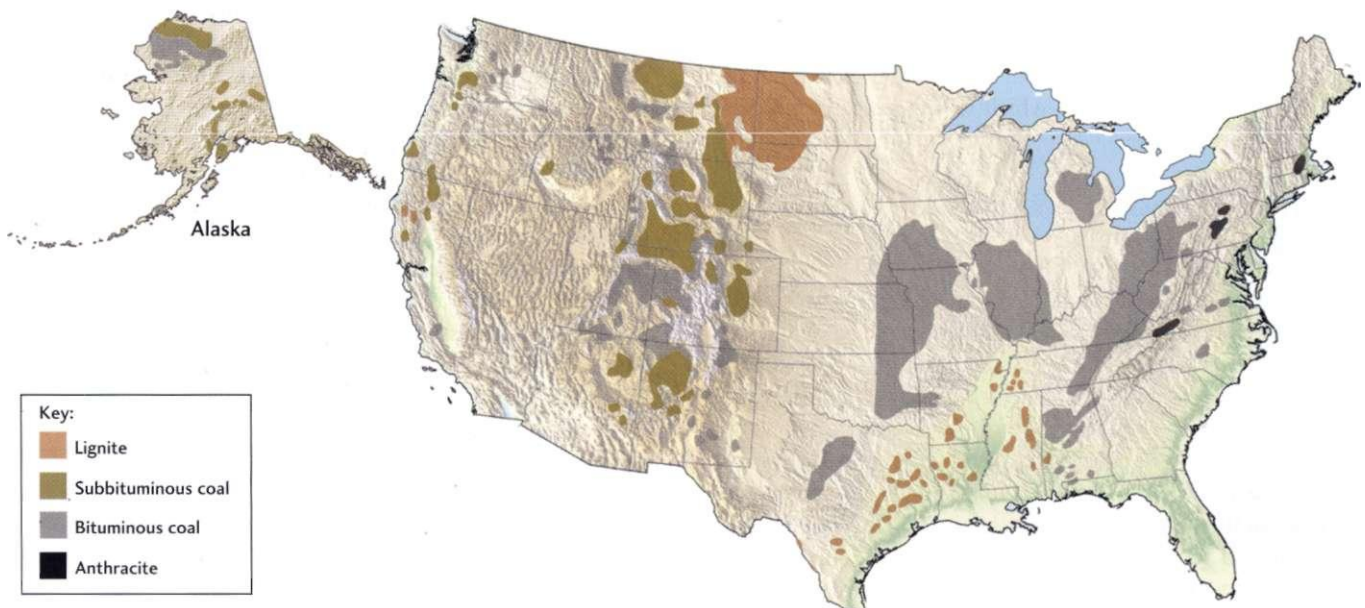 Alaska
Key:
Lignite
Subbituminous coal
Bituminous coal
Anthracite